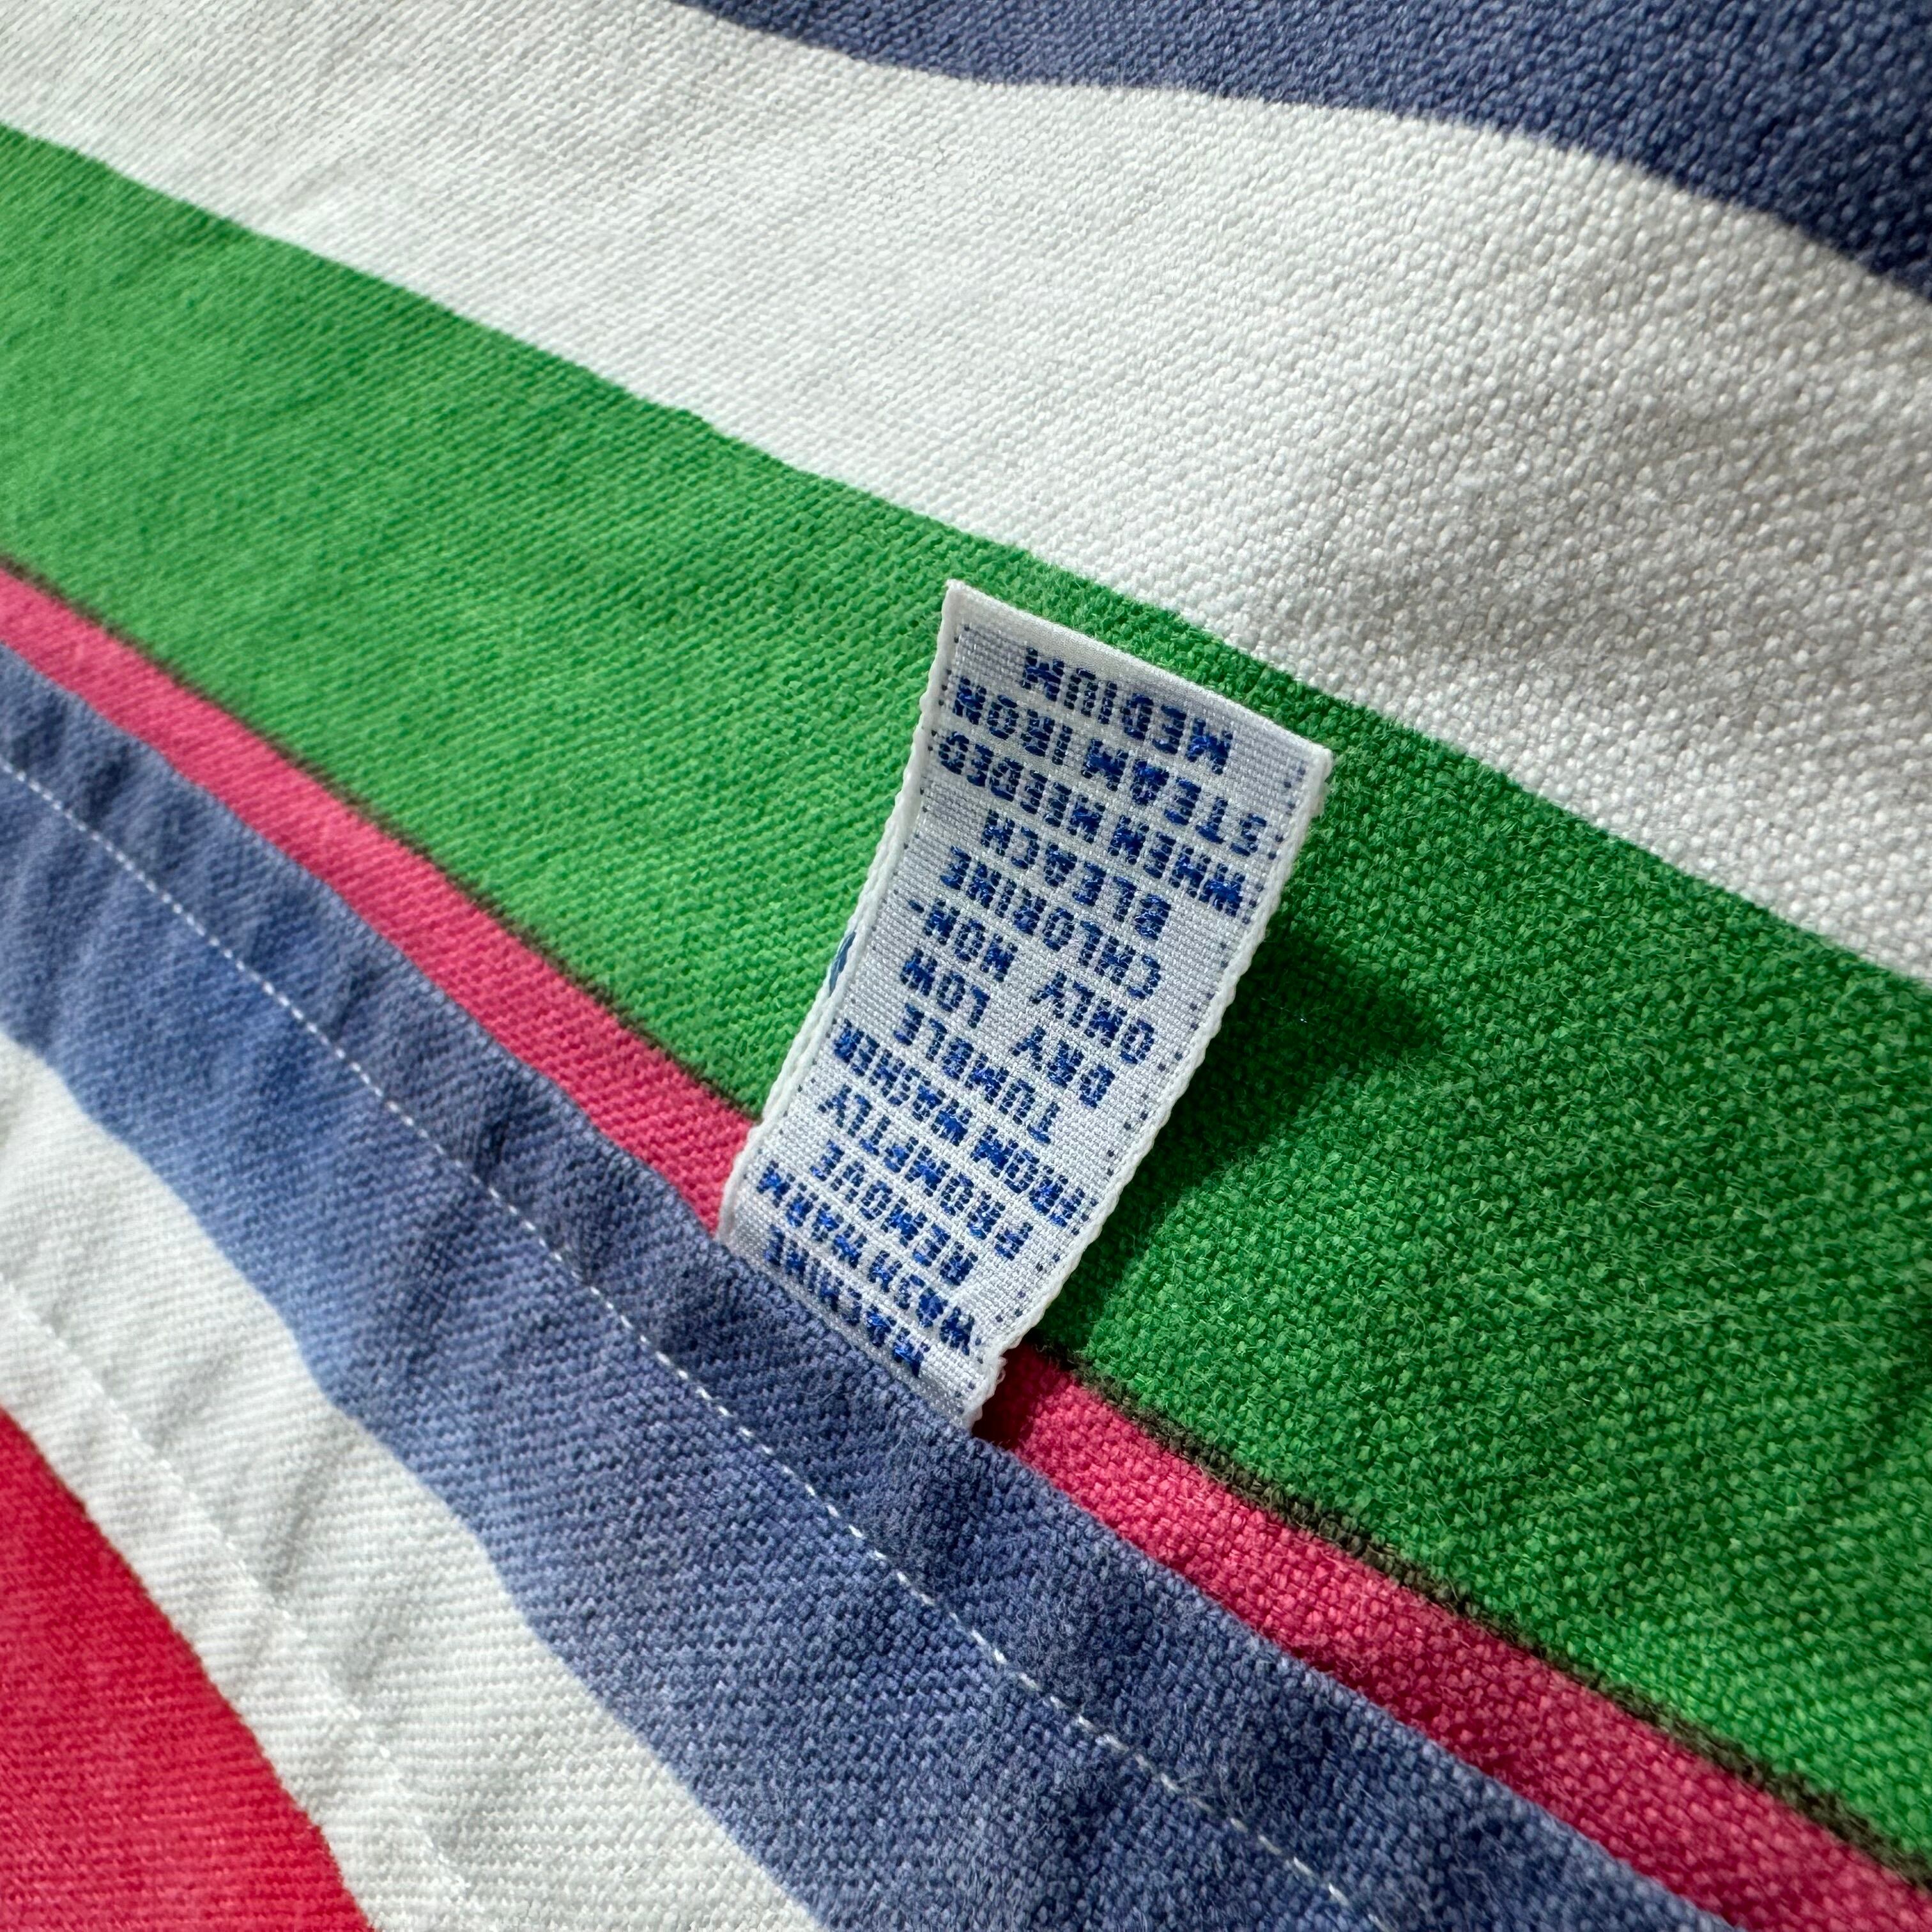 MACHINE
WASH WARM
REMOVE
PROMPTLY
FROM WASHER
TUMBLE
DRY LOW
ONLY NON-
CHLORINE
BLEACH
WHEN NEEDED
STEAM IRON
MEDIUM